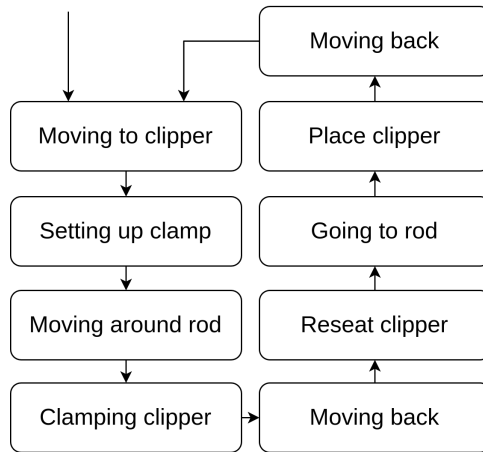 Moving back
Moving to clipper
Place clipper
Setting up clamp
Going to rod
Moving around rod
Reseat clipper
Clamping clipper
Moving back